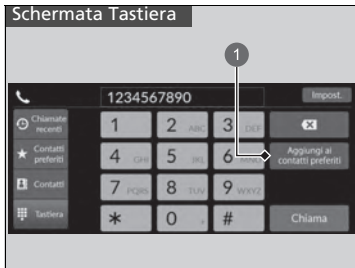 Schermata Tastiera
1
1234567890
Impost.
Chiamate
recenti
1
2 ABC
3 DEF
Contatti
preferiti
4 GHI
5 JKL
6 MNO
Aggiungi ai
contatti preferiti
Contatti
7 PQRS
8 TUV
9 WXYZ
Tastiera
*
0 +
#
Chiama